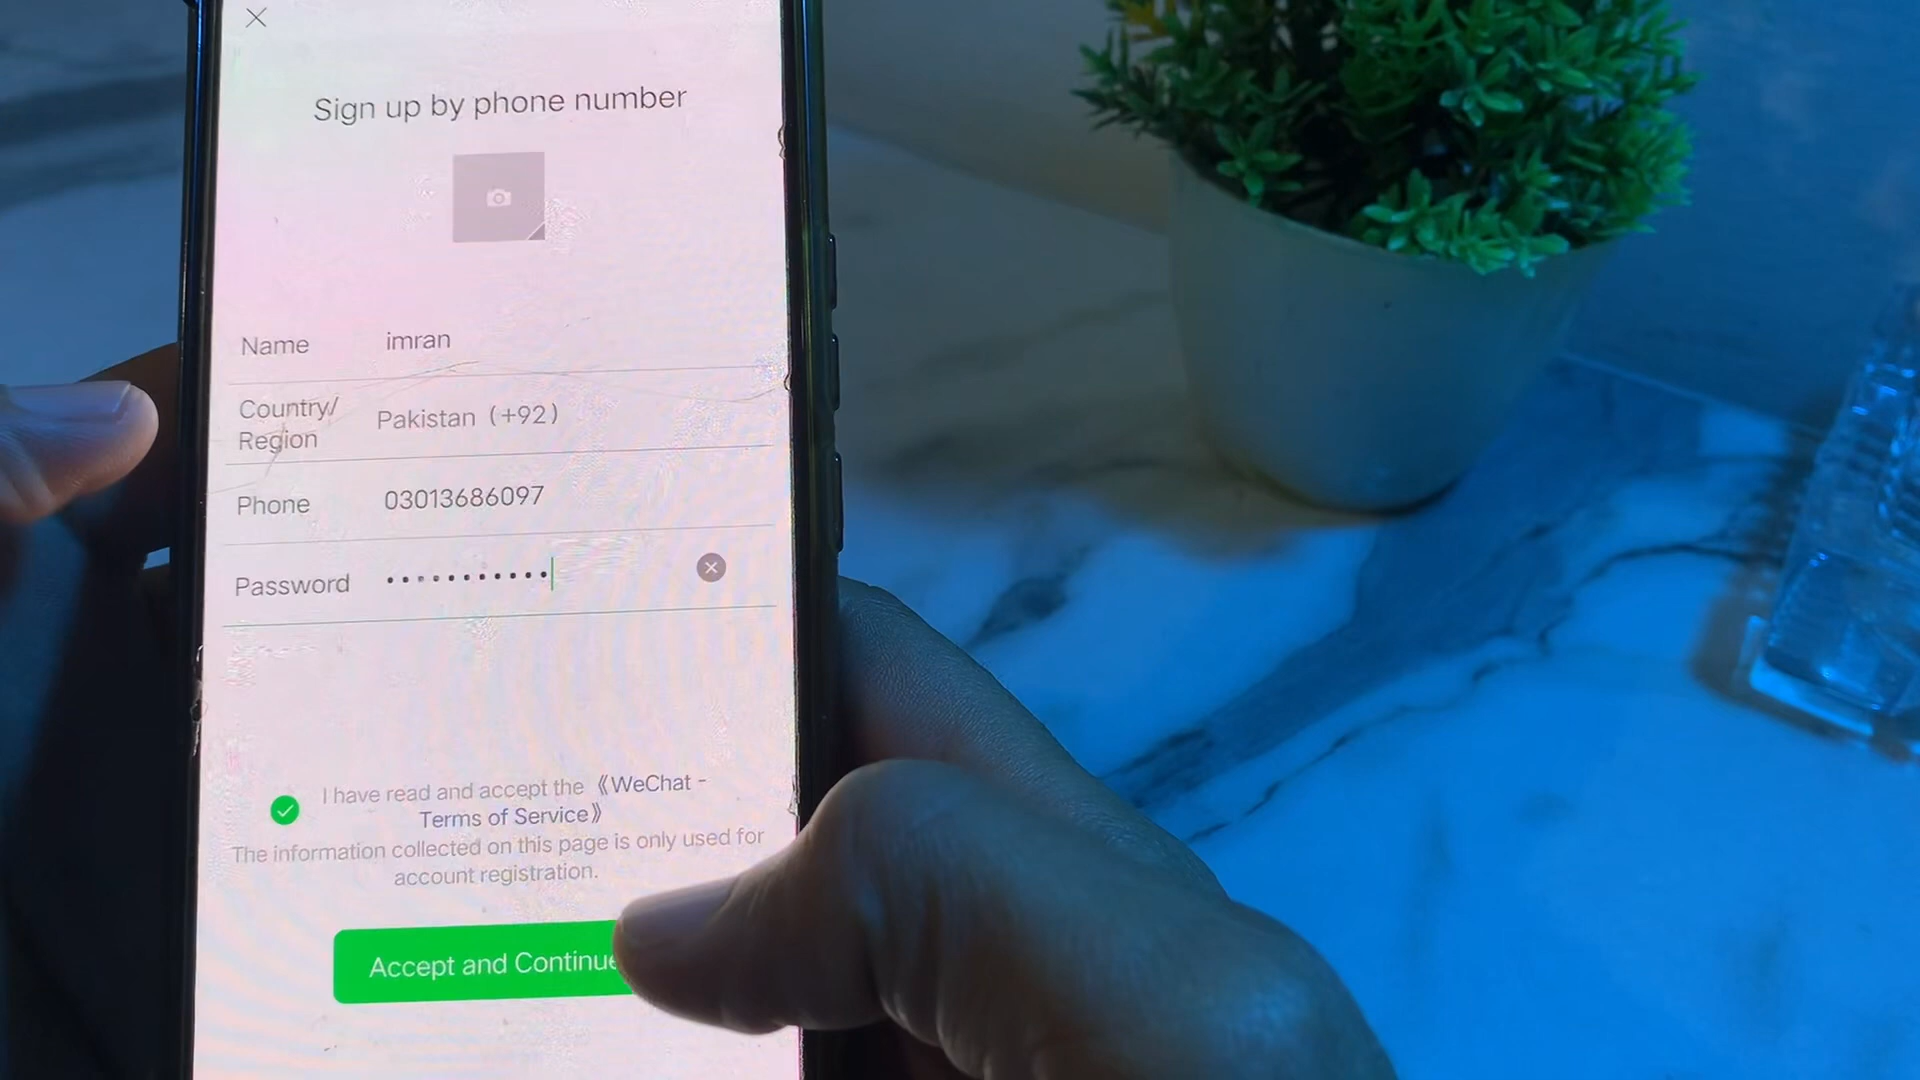 Sign up by phone number
Name imran
Country/
Region Pakistan (+92)
Phone 03013686097
Password •••••••••••
I have read and accept the 《WeChat -
Terms of Service》
The information collected on this page is only used for
account registration.
Accept and Continue